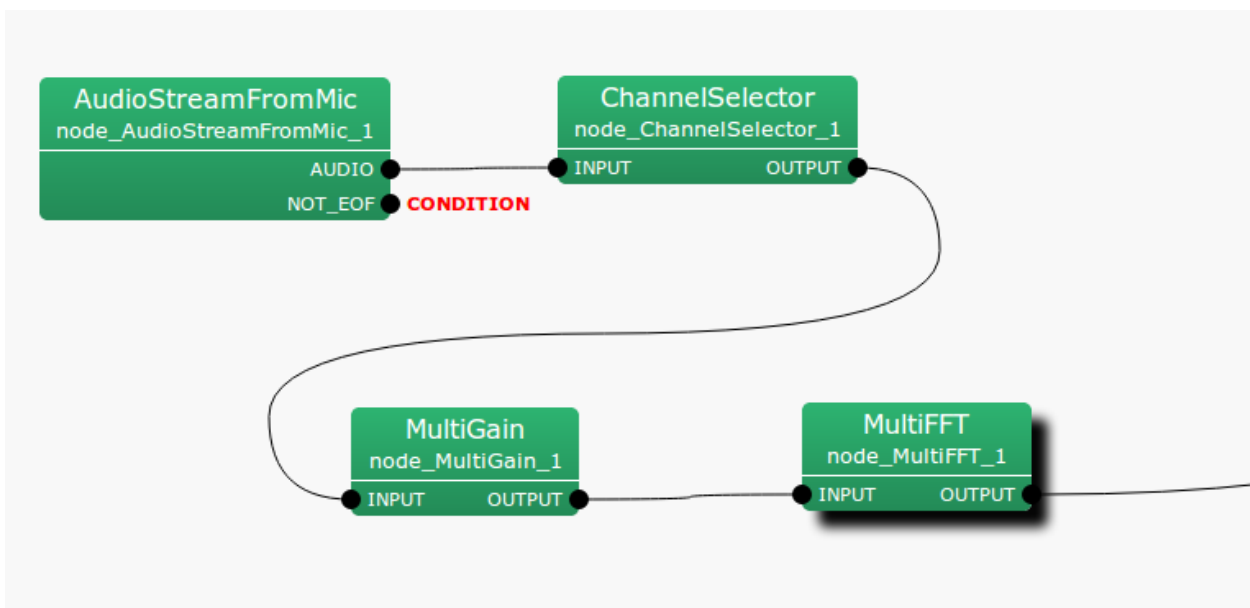 AudioStreamFromMic
node_AudioStreamFromMic_1
AUDIO
NOT_EOF CONDITION
ChannelSelector
node_ChannelSelector_1
INPUT OUTPUT
MultiGain
node_MultiGain_1
INPUT OUTPUT
MultiFFT
node_MultiFFT_1
INPUT OUTPUT